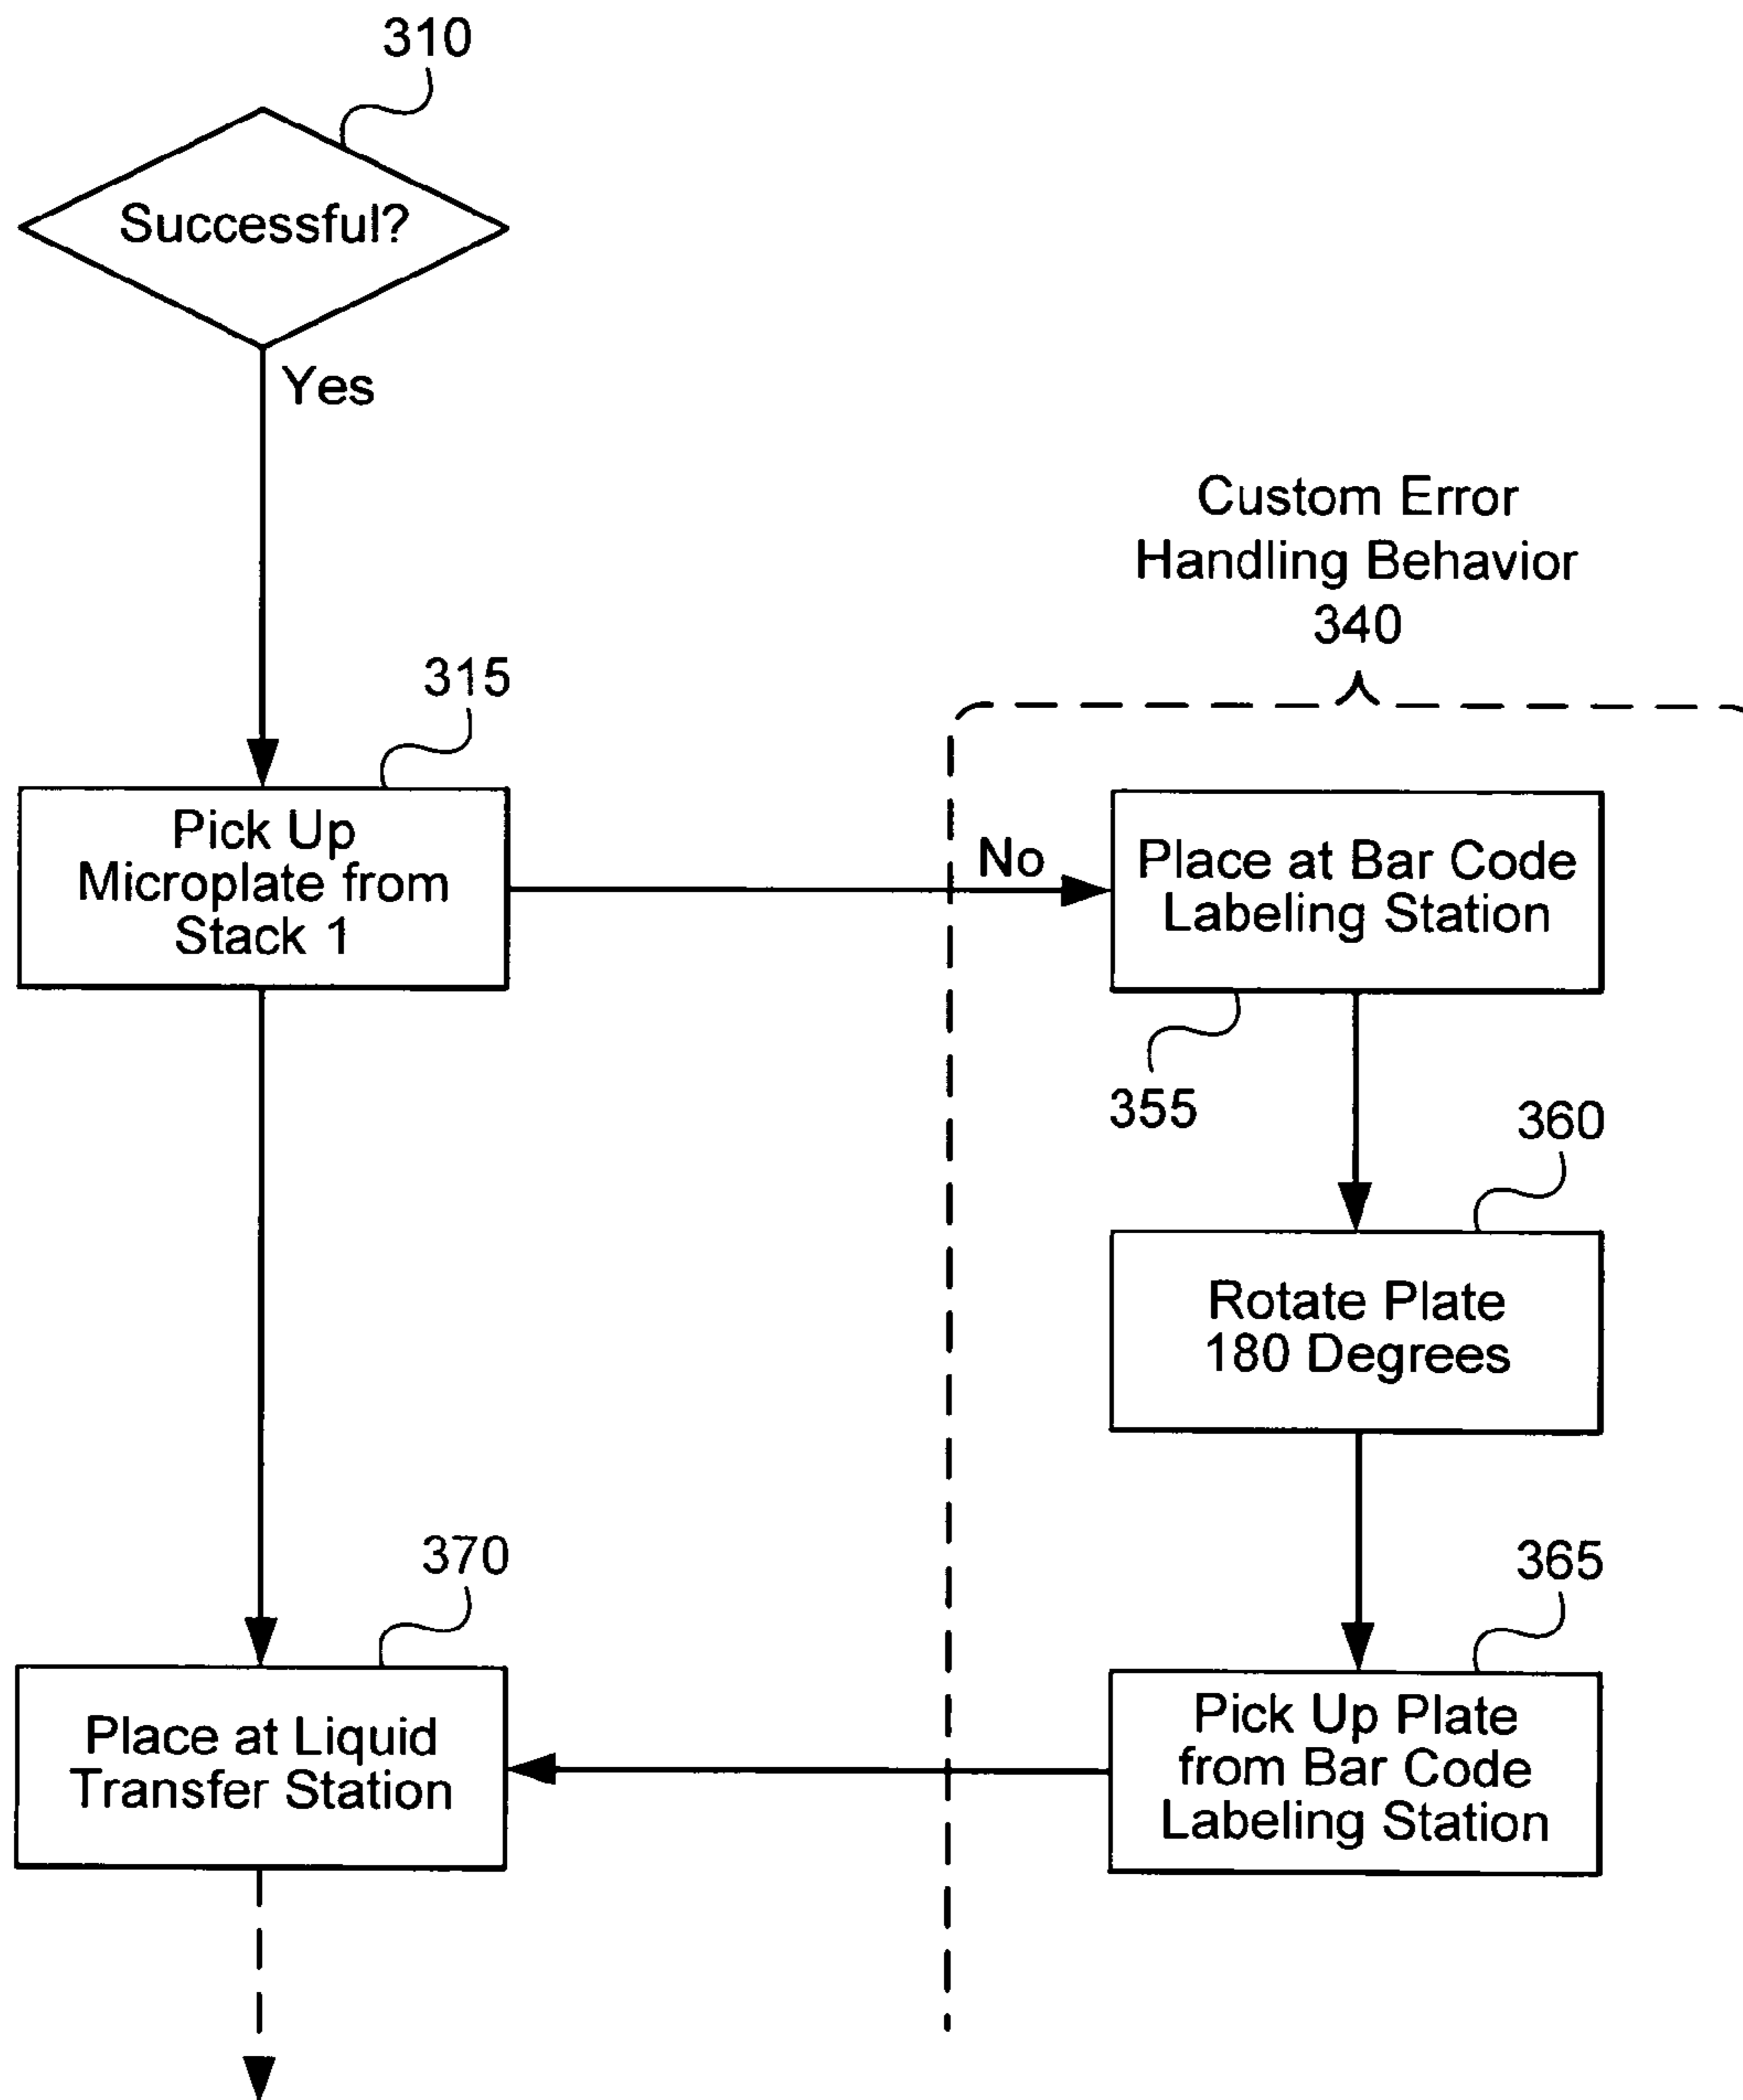 310
Successful?
Yes
Custom Error
Handling Behavior
340
315
Pick Up
Microplate from
Stack 1
No
Place at Bar Code
Labeling Station
355
360
Rotate Plate
180 Degrees
370
365
Place at Liquid
Transfer Station
Pick Up Plate
from Bar Code
Labeling Station